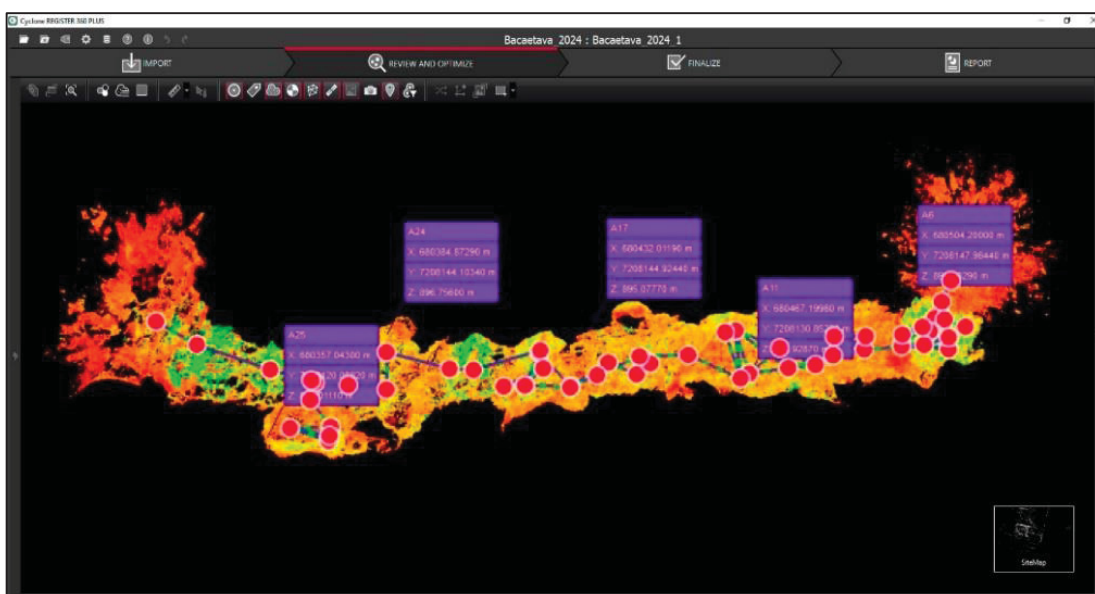 Cyclone REGISTER 360 PLUS
Bacaetava_2024 : Bacaetava_2024_1
IMPORT
REVIEW AND OPTIMIZE
FINALIZE
REPORT
A24
X: 680384.87290 m
Y: 7208144.10340 m
Z: 896.75600 m
A17
X: 680432.01190 m
Y: 7208144.92440 m
Z: 895.07770 m
A6
X: 680504.20000 m
Y: 7208147.96440 m
A11
X: 680467.19980 m
A25
X: 680357.04300 m
SiteMap